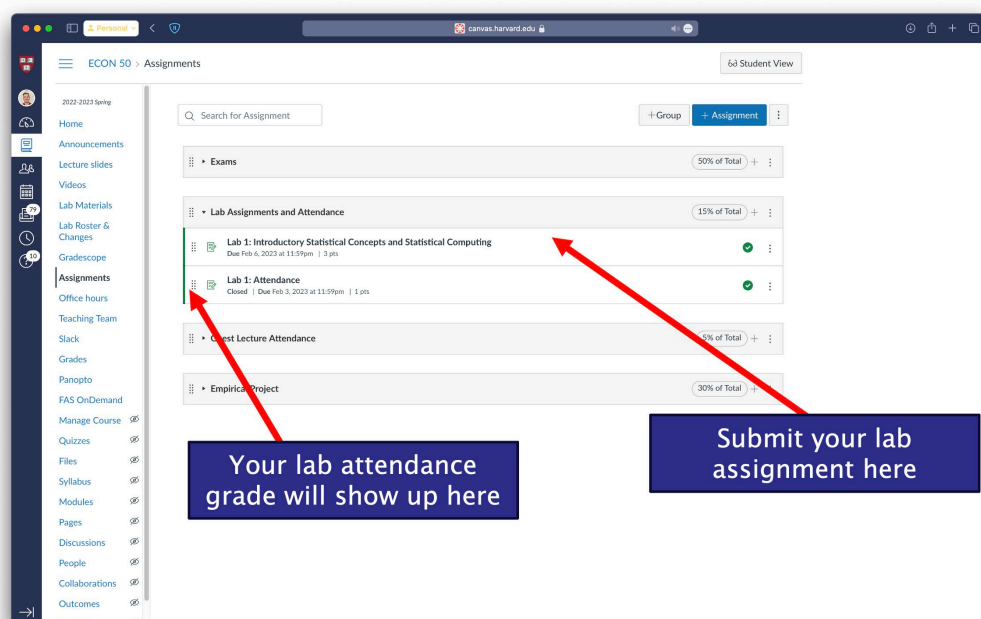 Personal
canvas.harvard.edu
ECON 50 > Assignments
Student View
2022-2023 Spring
Home
Announcements
Lecture slides
Videos
Lab Materials
Lab Roster &
Changes
Gradescope
Assignments
Office hours
Teaching Team
Slack
Grades
Panopto
FAS OnDemand
Manage Course
Quizzes
Files
Syllabus
Modules
Pages
Discussions
People
Collaborations
Outcomes
79
10
Search for Assignment
+Group
+ Assignment
Exams
50% of Total
Lab Assignments and Attendance
15% of Total
Lab 1: Introductory Statistical Concepts and Statistical Computing
Due Feb 6, 2023 at 11:59pm | 3 pts
Lab 1: Attendance
Closed | Due Feb 3, 2023 at 11:59pm | 1 pts
Lecture Attendance
5% of Total
Empirical Project
30% of Total
Your lab attendance
grade will show up here
Submit your lab
assignment here